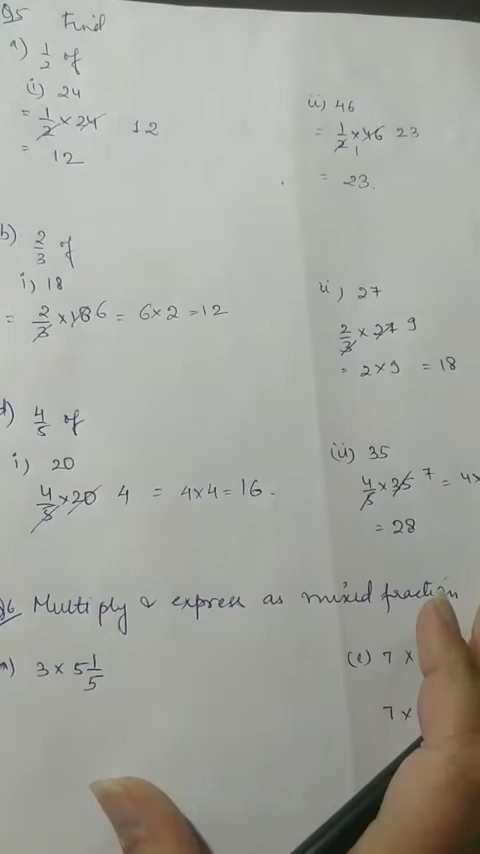 Q5 Find
a) 1/2 of
(i) 24
= 1/2 × 24 12
= 12
ii) 46
= 1/2 × 46 23
1
= 23.
b) 2/3 of
i) 18
= 2/3 × 18 6 = 6×2 = 12
ii) 27
2/3 × 27 9
= 2×9 = 18
d) 4/5 of
i) 20
4/5 × 20 4 = 4×4 = 16.
(ii) 35
4/5 × 35 7 = 4×
= 28
Q6 Multiply & express as mixed fraction
a) 3 × 5 1/5
(e) 7 ×
7 ×